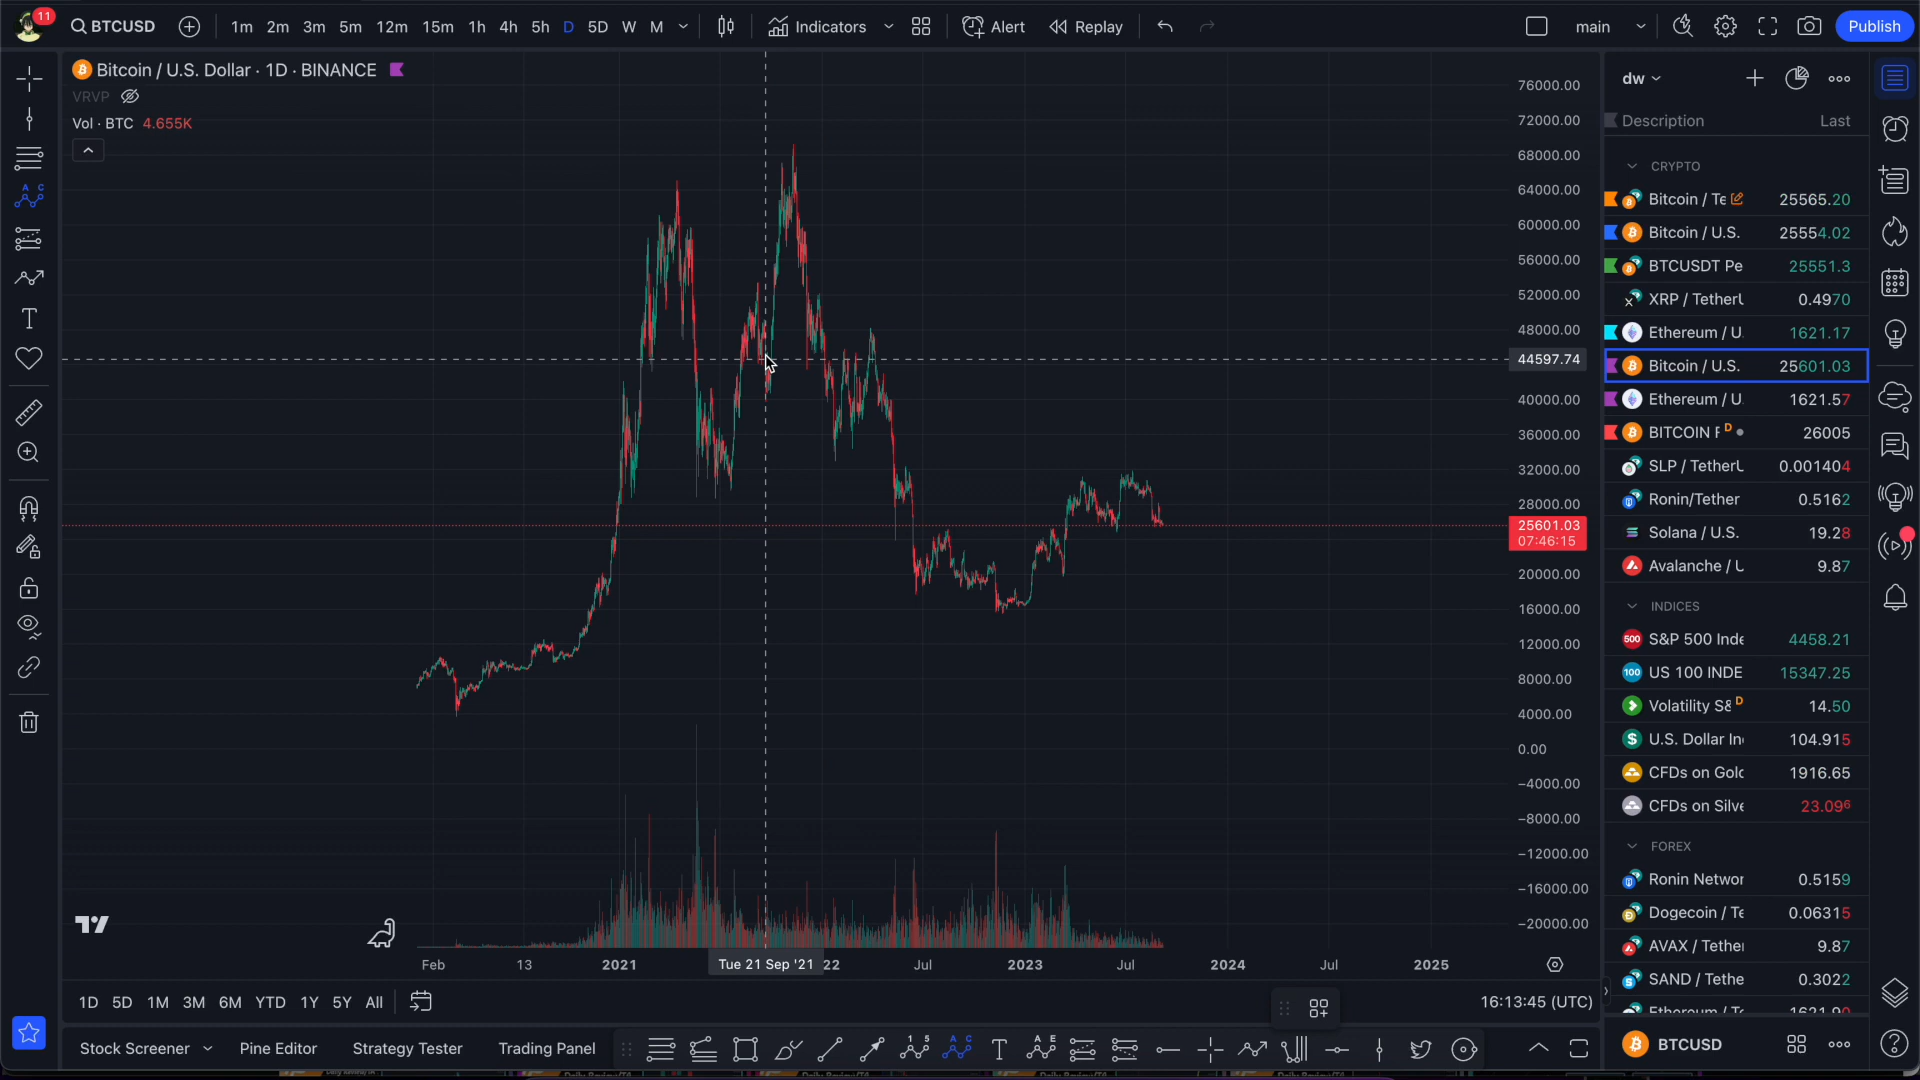 11
BTCUSD
1m 2m 3m 5m 12m 15m 1h 4h 5h D 5D W M
Indicators
Alert
Replay
main
Publish
Bitcoin / U.S. Dollar · 1D · BINANCE
VRVP
Vol · BTC 4.655K
76000.00
72000.00
68000.00
64000.00
60000.00
56000.00
52000.00
48000.00
44597.74
40000.00
36000.00
32000.00
28000.00
25601.03
07:46:15
20000.00
16000.00
12000.00
8000.00
4000.00
0.00
−4000.00
−8000.00
−12000.00
−16000.00
−20000.00
Feb 13 2021 Tue 21 Sep '21 22 Jul 2023 Jul 2024 Jul 2025
1D 5D 1M 3M 6M YTD 1Y 5Y All
16:13:45 (UTC)
Stock Screener Pine Editor Strategy Tester Trading Panel
dw
Description Last
CRYPTO
Bitcoin / Te 25565.20
Bitcoin / U.S. 25554.02
BTCUSDT Pe 25551.3
XRP / TetherU 0.4970
Ethereum / U. 1621.17
Bitcoin / U.S. 25601.03
Ethereum / U. 1621.57
BITCOIN F D 26005
SLP / TetherU 0.001404
Ronin/Tether 0.5162
Solana / U.S. 19.28
Avalanche / U 9.87
INDICES
500 S&P 500 Inde 4458.21
100 US 100 INDE 15347.25
Volatility S& D 14.50
U.S. Dollar In 104.915
CFDs on Gold 1916.65
CFDs on Silve 23.096
FOREX
Ronin Networ 0.5159
Dogecoin / Te 0.06315
AVAX / Tether 9.87
SAND / Tethe 0.3022
Ethereum / Te 1621.90
BTCUSD